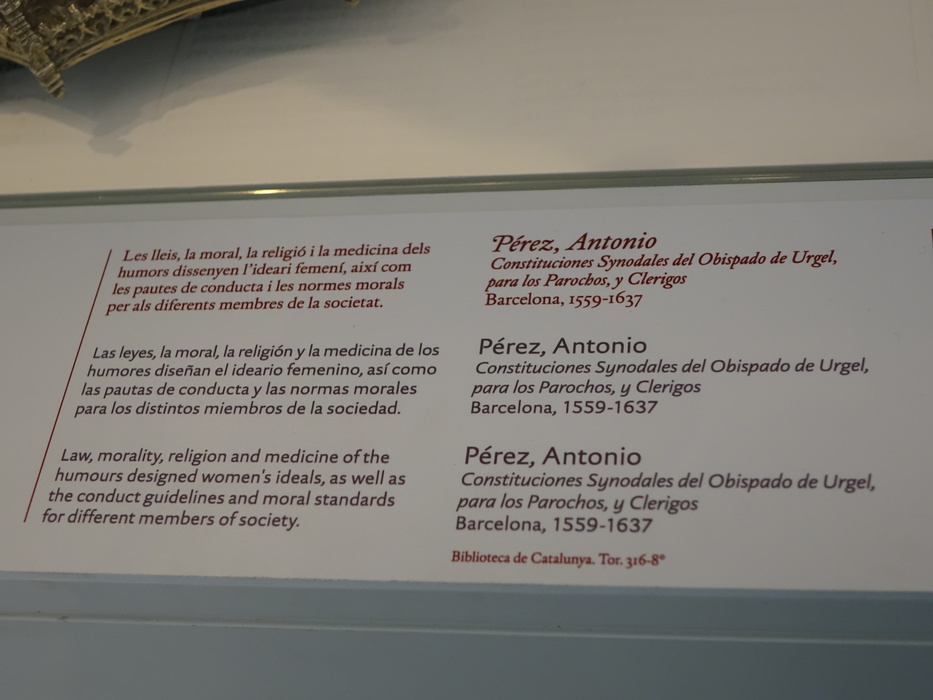 Les lleis, la moral, la religió i la medicina dels
humors dissenyen l'ideari femení, així com
les pautes de conducta i les normes morals
per als diferents membres de la societat.
Las leyes, la moral, la religión y la medicina de los
humores diseñan el ideario femenino, así como
las pautas de conducta y las normas morales
para los distintos miembros de la sociedad.
Law, morality, religion and medicine of the
humours designed women's ideals, as well as
the conduct guidelines and moral standards
for different members of society.
Pérez, Antonio
Constituciones Synodales del Obispado de Urgel,
para los Parochos, y Clerigos
Barcelona, 1559-1637
Pérez, Antonio
Constituciones Synodales del Obispado de Urgel,
para los Parochos, y Clerigos
Barcelona, 1559-1637
Pérez, Antonio
Constituciones Synodales del Obispado de Urgel,
para los Parochos, y Clerigos
Barcelona, 1559-1637
Biblioteca de Catalunya. Tor. 316-8º